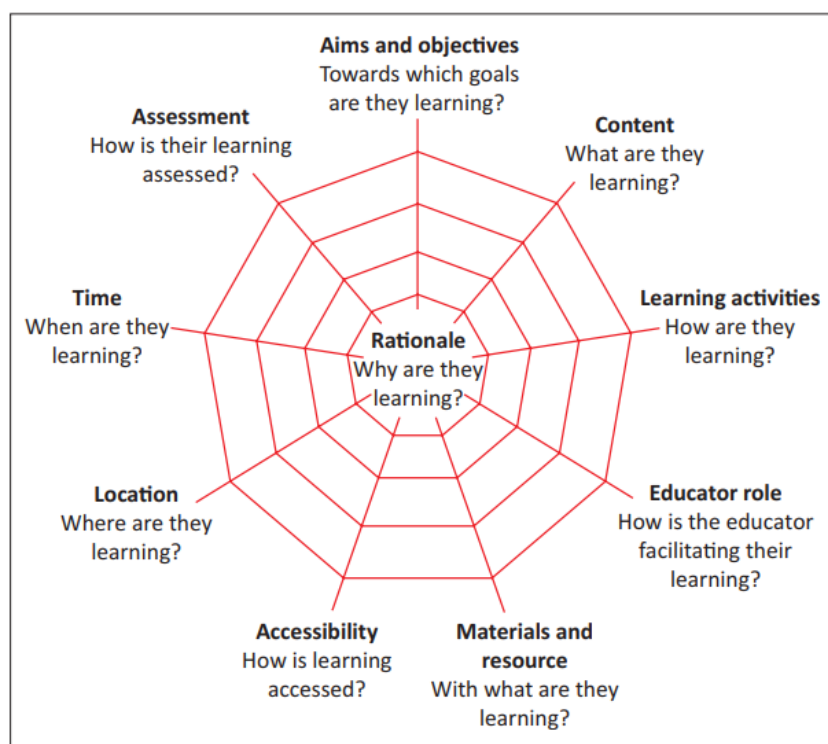 Aims and objectives
Towards which goals
are they learning?
Assessment
How is their learning
assessed?
Content
What are they
learning?
Time
When are they
learning?
Learning activities
How are they
learning?
Rationale
Why are they
learning?
Location
Where are they
learning?
Educator role
How is the educator
facilitating their
learning?
Accessibility
How is learning
accessed?
Materials and
resource
With what are they
learning?